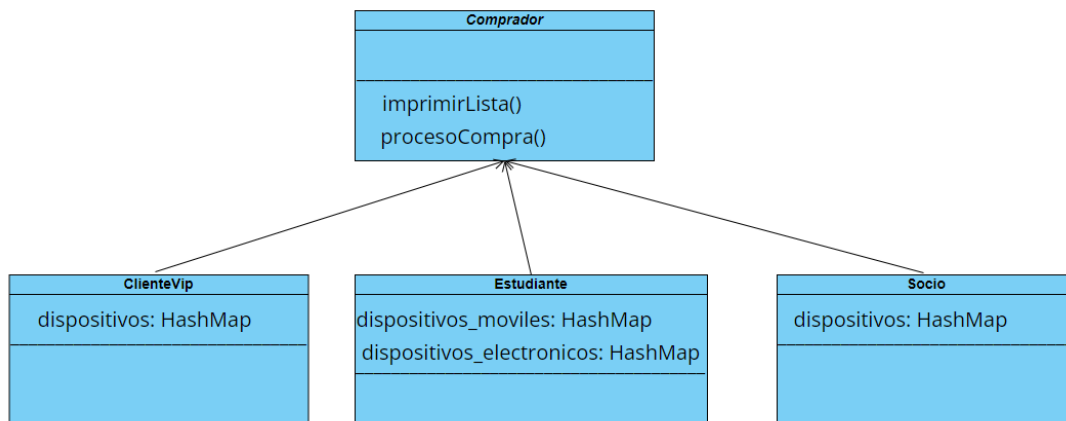 Comprador
imprimirLista()
procesoCompra()
ClienteVip
dispositivos: HashMap
Estudiante
dispositivos_moviles: HashMap
dispositivos_electronicos: HashMap
Socio
dispositivos: HashMap